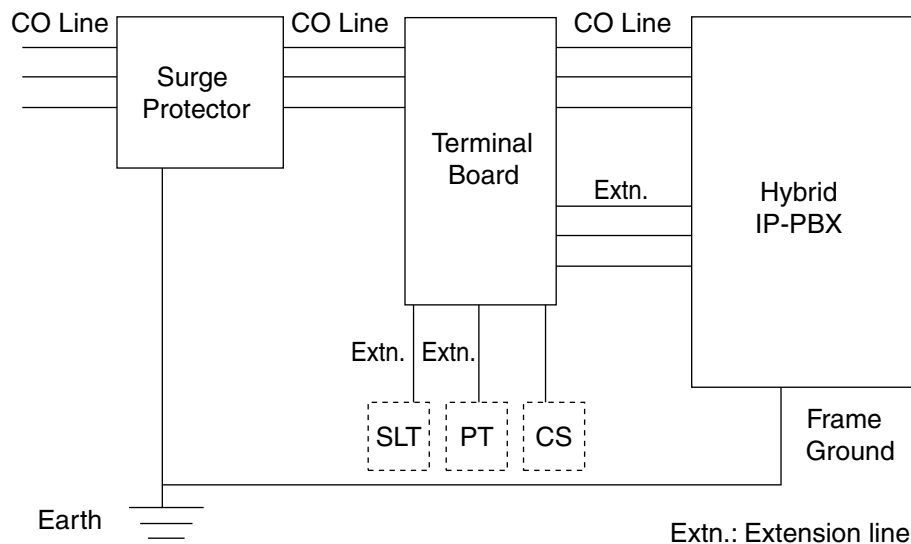 CO Line
CO Line
CO Line
Surge
Protector
Terminal
Board
Extn.
Hybrid
IP-PBX
Extn.
Extn.
SLT
PT
CS
Frame
Ground
Earth
Extn.: Extension line